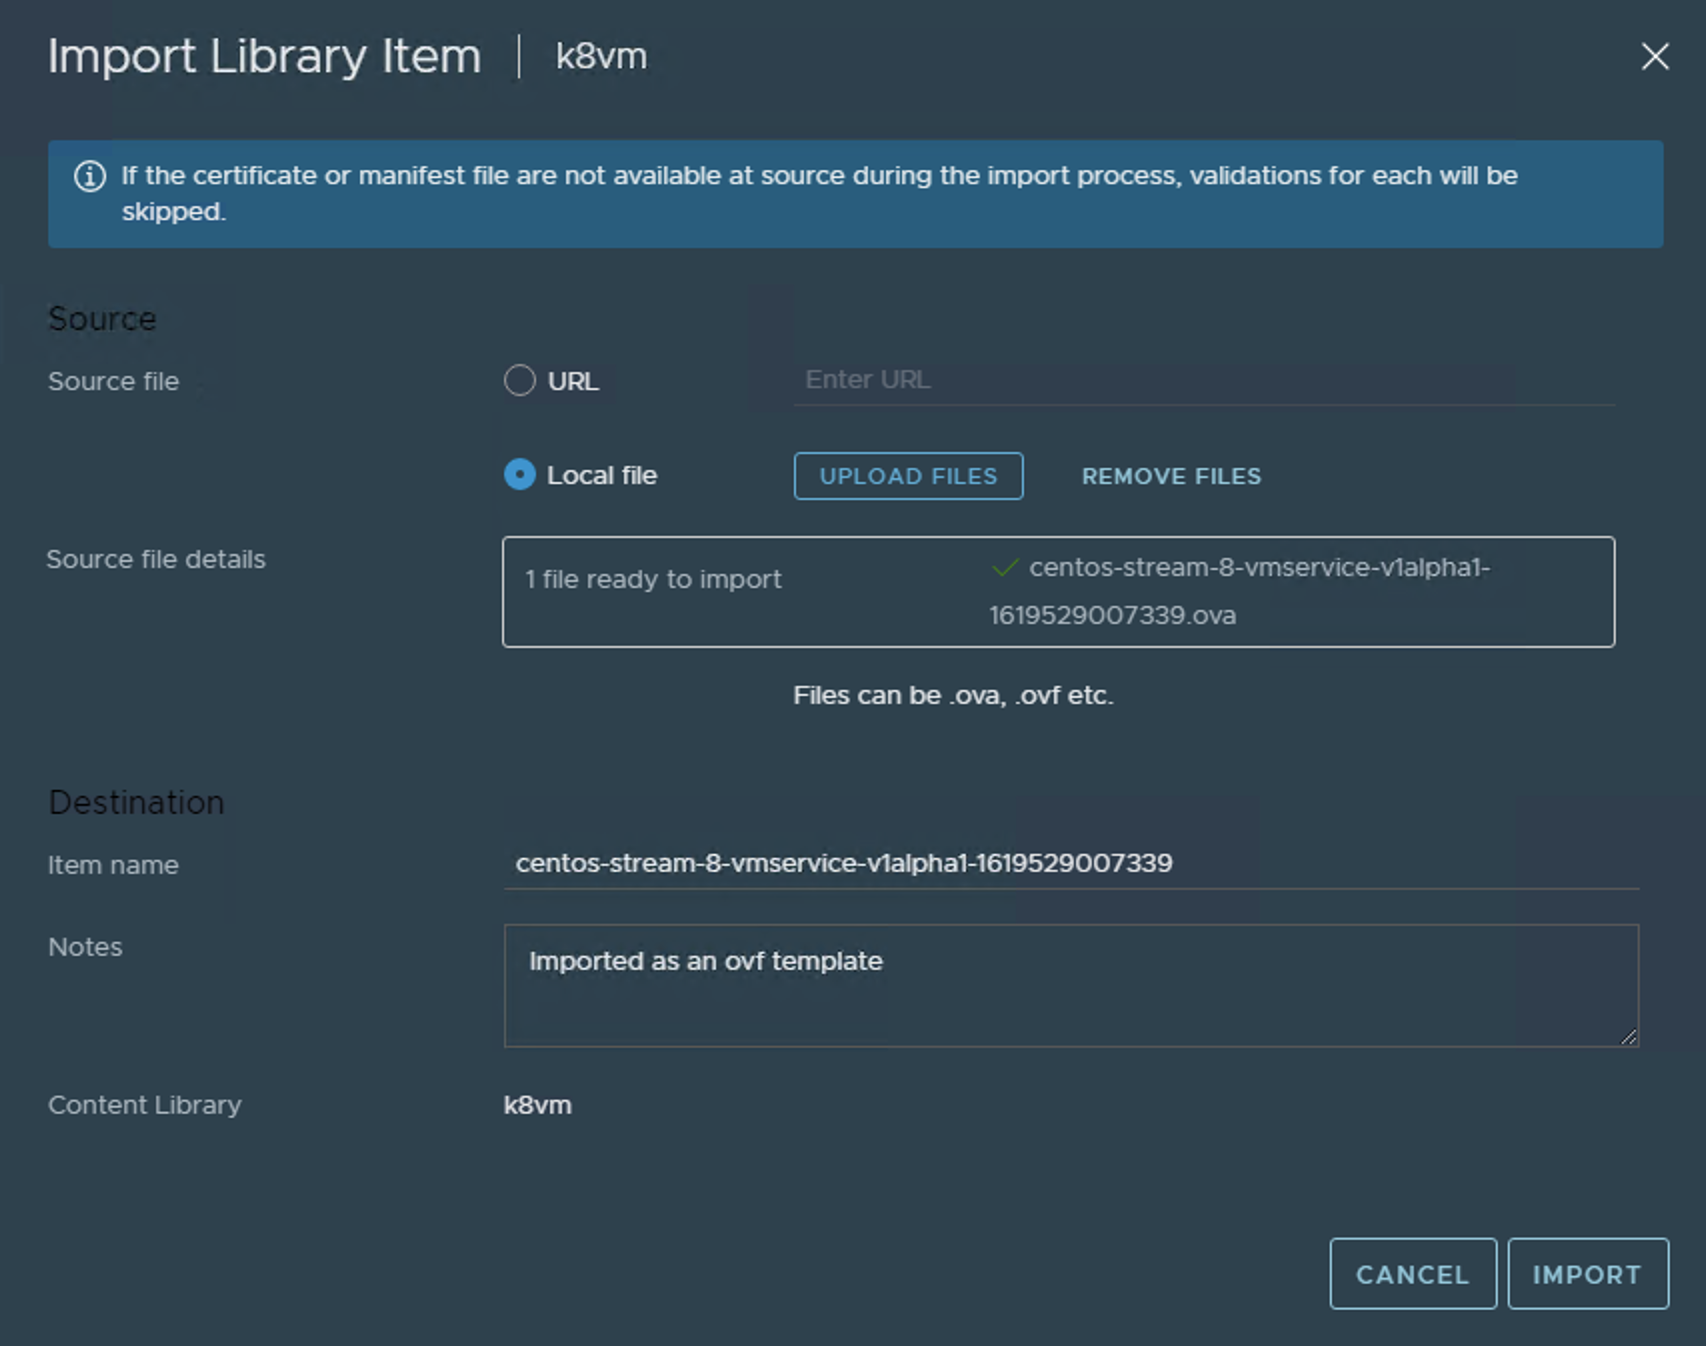 Import Library Item | k8vm
If the certificate or manifest file are not available at source during the import process, validations for each will be
skipped.
Source
Source file
URL
Enter URL
Local file
UPLOAD FILES
REMOVE FILES
Source file details
1 file ready to import
centos-stream-8-vmservice-v1alpha1-
1619529007339.ova
Files can be .ova, .ovf etc.
Destination
Item name
centos-stream-8-vmservice-v1alpha1-1619529007339
Notes
Imported as an ovf template
Content Library
k8vm
CANCEL
IMPORT